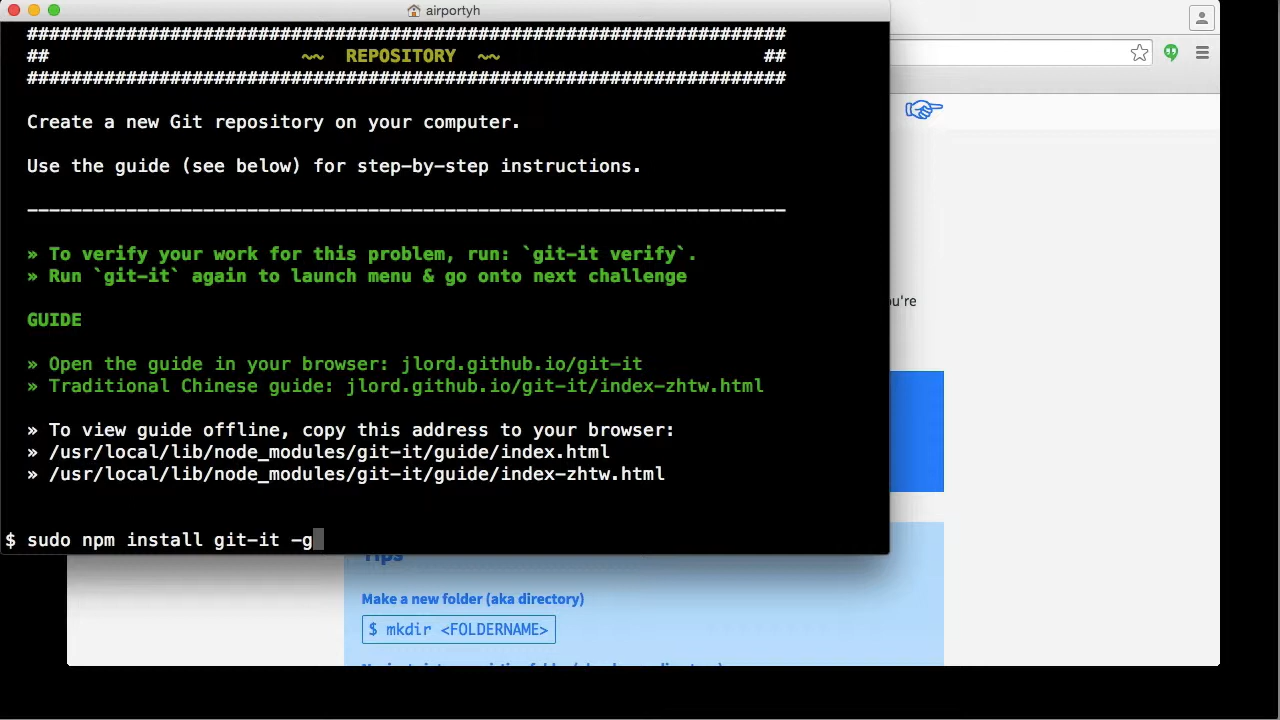 airportyh
######################################################################
## ~~ REPOSITORY ~~ ##
######################################################################
Create a new Git repository on your computer.
Use the guide (see below) for step-by-step instructions.
» To verify your work for this problem, run: `git-it verify`.
» Run `git-it` again to launch menu & go onto next challenge
GUIDE
» Open the guide in your browser: jlord.github.io/git-it
» Traditional Chinese guide: jlord.github.io/git-it/index-zhtw.html
» To view guide offline, copy this address to your browser:
» /usr/local/lib/node_modules/git-it/guide/index.html
» /usr/local/lib/node_modules/git-it/guide/index-zhtw.html
$ sudo npm install git-it -g
ou're
Tips
Make a new folder (aka directory)
$ mkdir <FOLDERNAME>